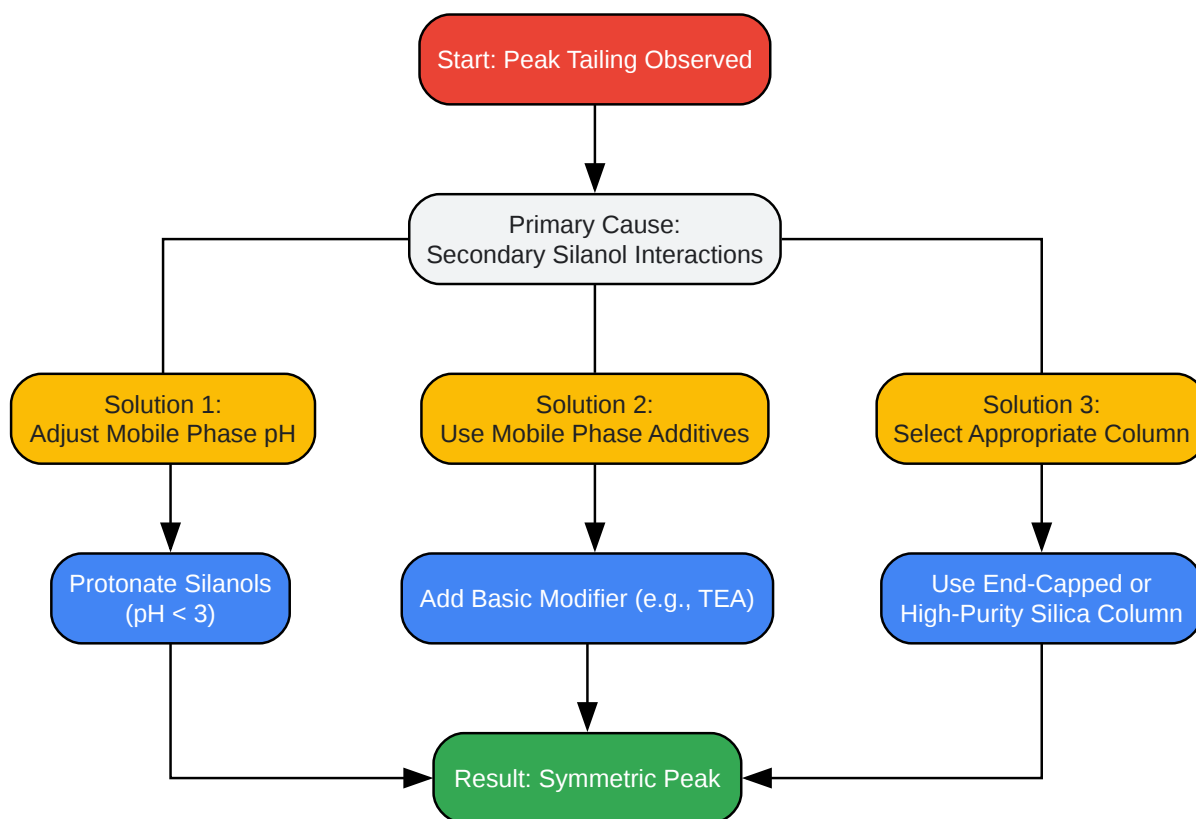 Start: Peak Tailing Observed
Primary Cause:
Secondary Silanol Interactions
Solution 1:
Adjust Mobile Phase pH
Solution 2:
Use Mobile Phase Additives
Solution 3:
Select Appropriate Column
Protonate Silanols
(pH < 3)
Add Basic Modifier (e.g., TEA)
Use End-Capped or
High-Purity Silica Column
Result: Symmetric Peak